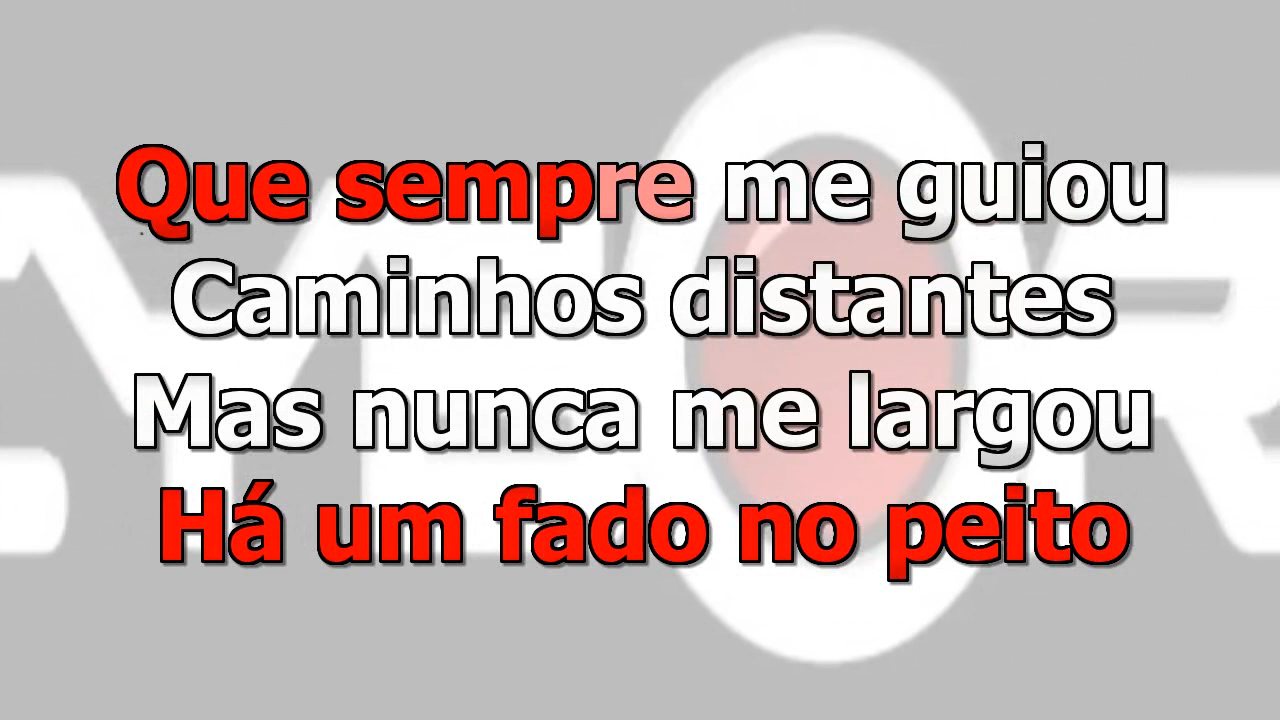 Que sempre me guiou
Caminhos distantes
Mas nunca me largou
Há um fado no peito